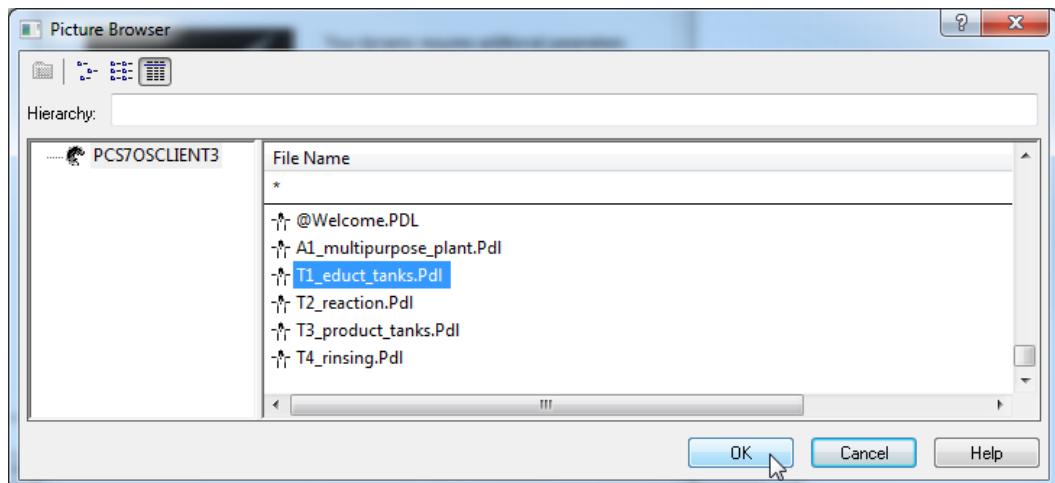 Picture Browser
Hierarchy:
PCS7OSCLIENT3
File Name
*
@Welcome.PDL
A1_multipurpose_plant.Pdl
T1_educt_tanks.Pdl
T2_reaction.Pdl
T3_product_tanks.Pdl
T4_rinsing.Pdl
OK Cancel Help